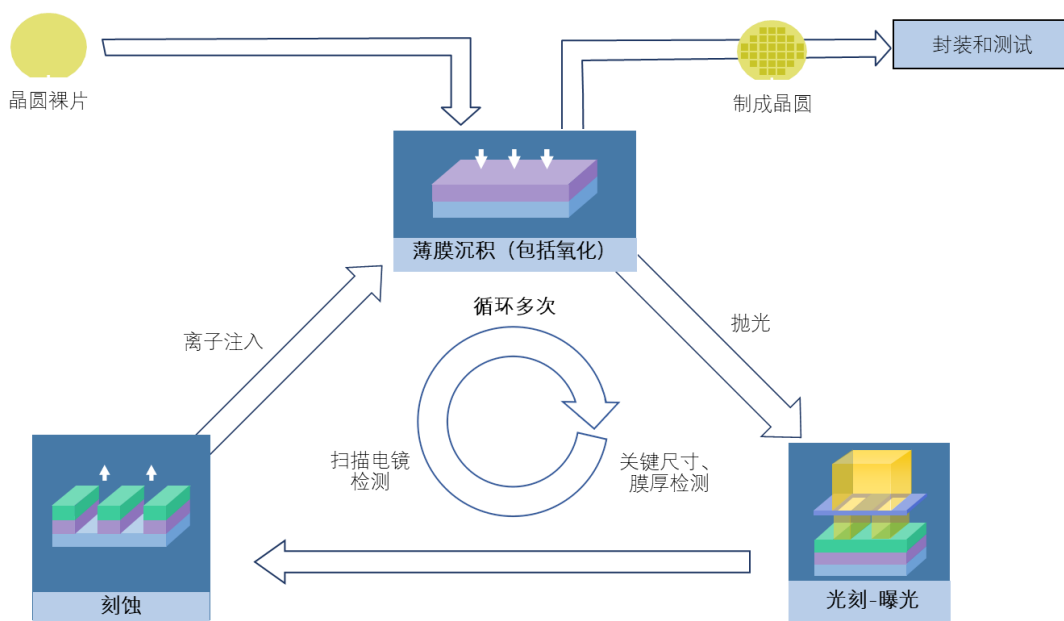 晶圆裸片
制成晶圆
封装和测试
薄膜沉积（包括氧化）
循环多次
离子注入
抛光
扫描电镜
检测
关键尺寸、
膜厚检测
刻蚀
光刻-曝光